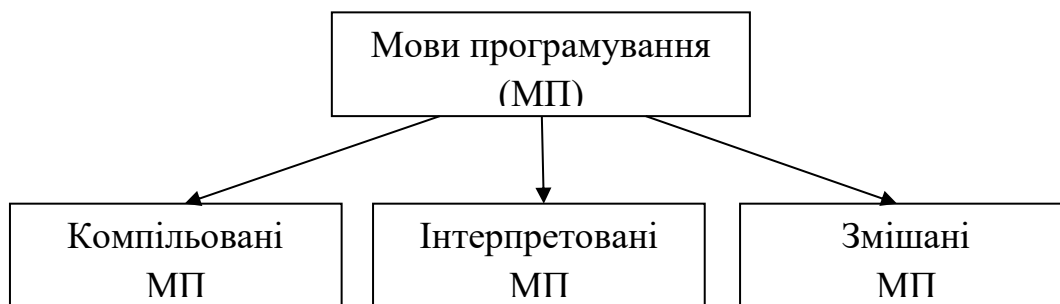 Мови програмування
(МП)
Компільовані
МП
Інтерпретовані
МП
Змішані
МП